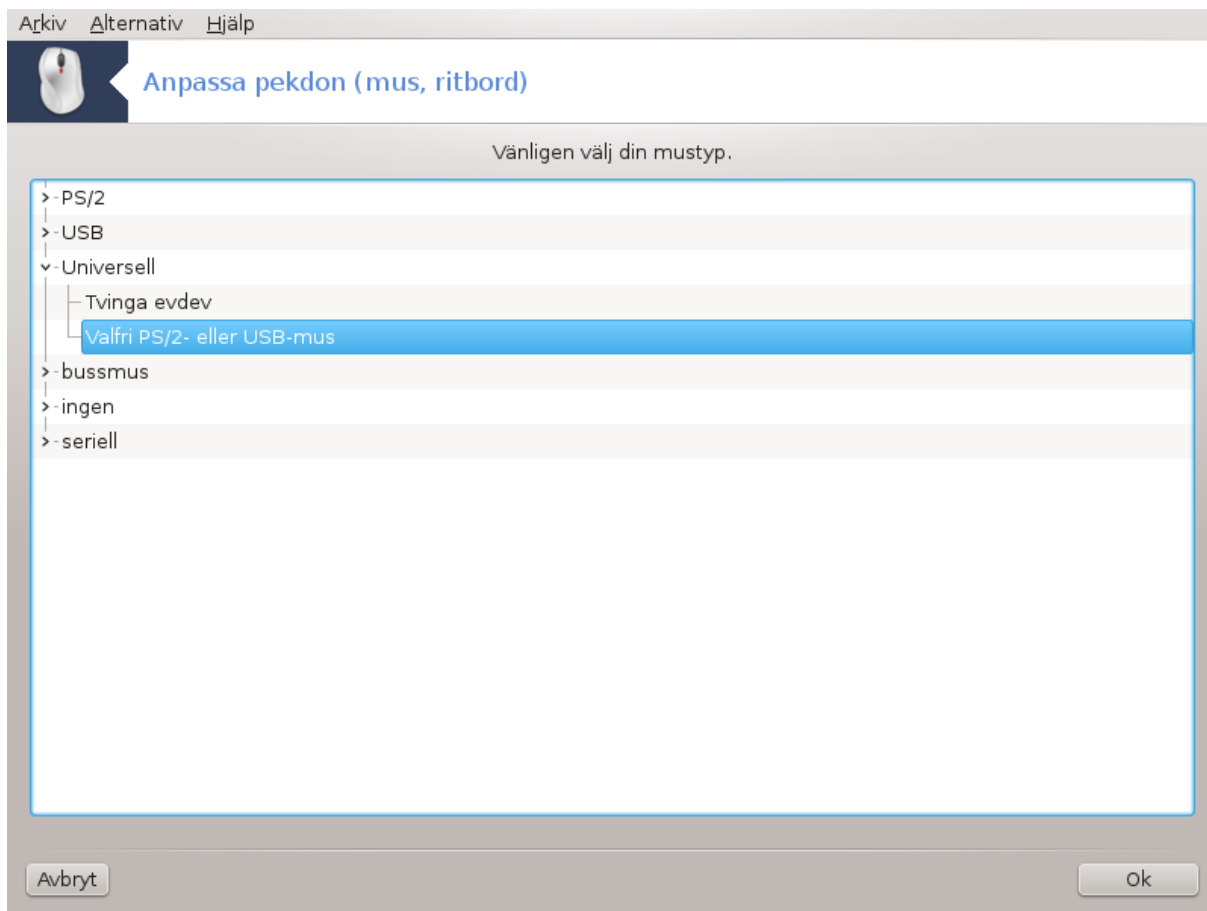 Arkiv Alternativ Hjälp
Anpassa pekdon (mus, ritbord)
Vänligen välj din mustyp.
PS/2
USB
Universell
Tvinga evdev
Valfri PS/2- eller USB-mus
bussmus
ingen
seriell
Avbryt Ok